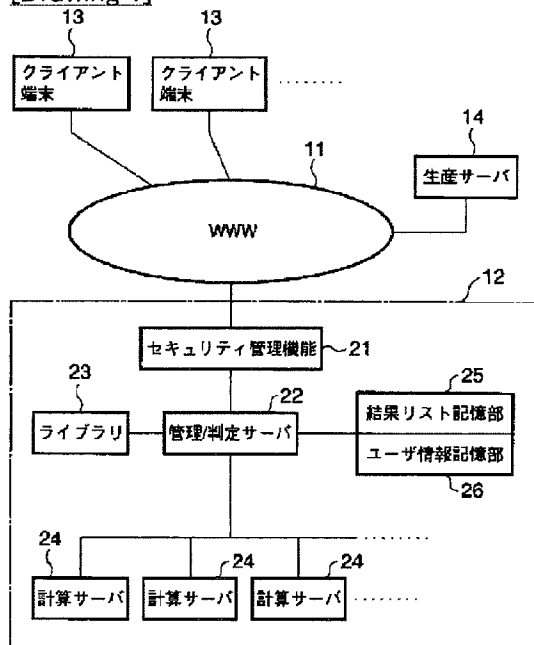 13
13
クライアント
端末
クライアント
端末
14
生産サーバ
11
WWW
12
セキュリティ管理機能
21
23
ライブラリ
22
管理/判定サーバ
25
結果リスト記憶部
ユーザ情報記憶部
26
24
計算サーバ
24
計算サーバ
24
計算サーバ